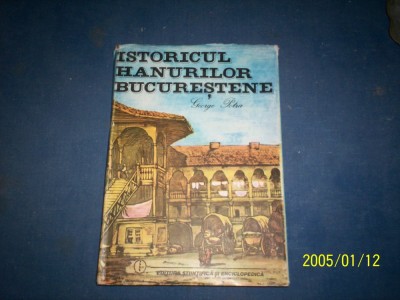 ISTORICUL
HANURILOR
BUCUREȘTENE
George Potra
EDITURA ȘTIINȚIFICĂ ȘI ENCICLOPEDICĂ
2005/01/12